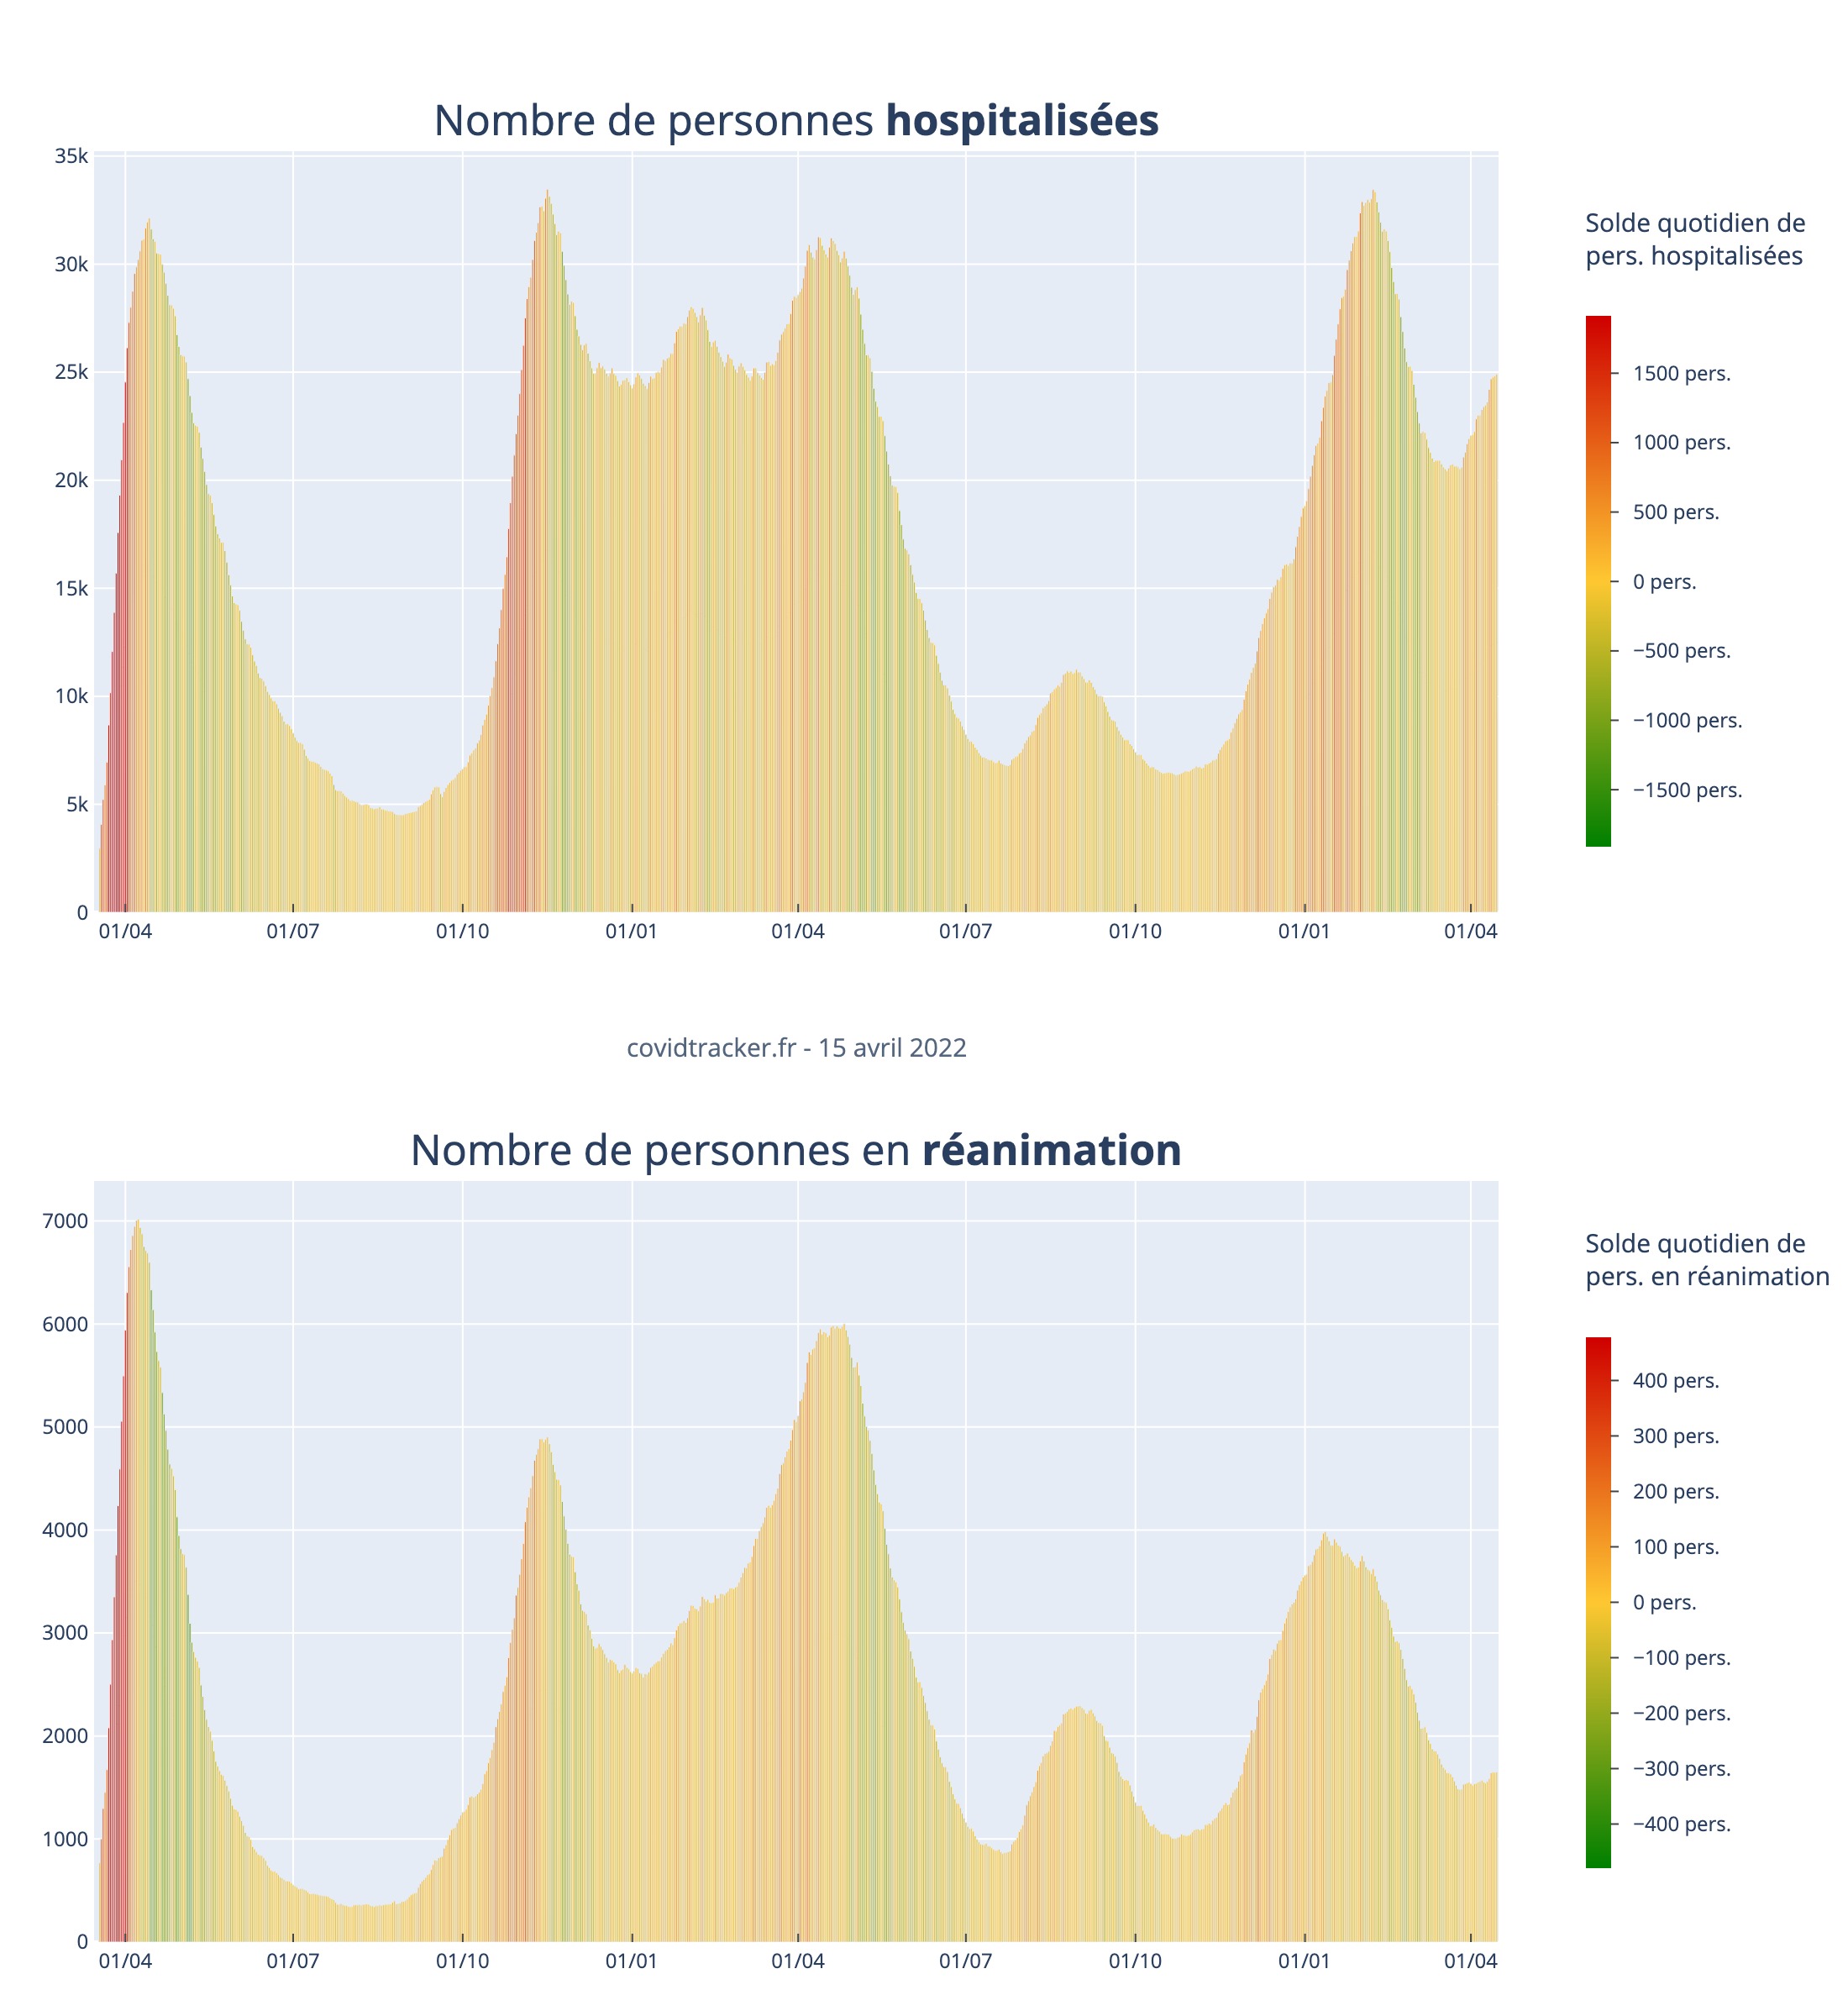 Nombre de personnes hospitalisées
35k
30k
25k
20k
15k
10k
5k
0
01/04 01/07 01/10 01/01 01/04 01/07 01/10 01/01 01/04
Solde quotidien de
pers. hospitalisées
1500 pers.
1000 pers.
500 pers.
0 pers.
−500 pers.
−1000 pers.
−1500 pers.
covidtracker.fr - 15 avril 2022
Nombre de personnes en réanimation
7000
6000
5000
4000
3000
2000
1000
0
01/04 01/07 01/10 01/01 01/04 01/07 01/10 01/01 01/04
Solde quotidien de
pers. en réanimation
400 pers.
300 pers.
200 pers.
100 pers.
0 pers.
−100 pers.
−200 pers.
−300 pers.
−400 pers.